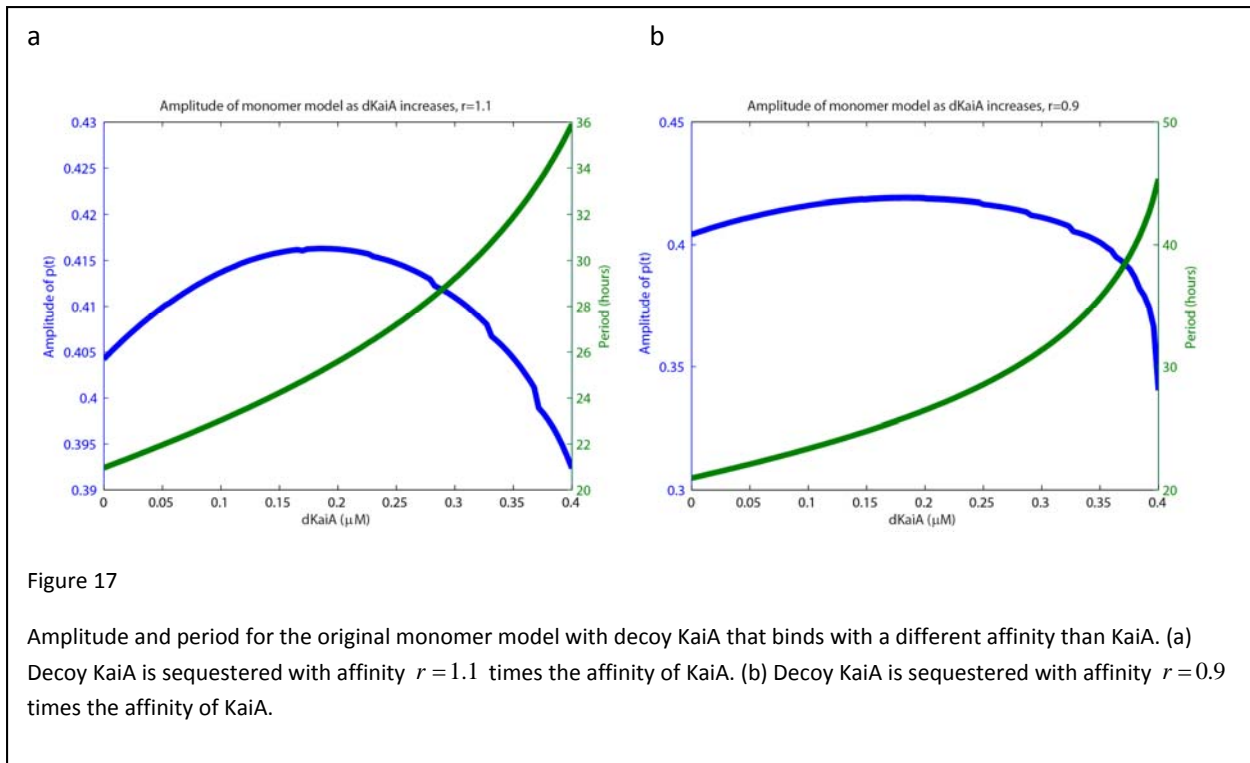 a
b
Amplitude of monomer model as dKaiA increases, r=1.1
0.43
0.425
0.42
0.415
0.41
0.405
0.4
0.395
0.39
Amplitude of p(t)
36
34
32
30
28
26
24
22
20
Period (hours)
0 0.05 0.1 0.15 0.2 0.25 0.3 0.35 0.4
dKaiA (μM)
Amplitude of monomer model as dKaiA increases, r=0.9
0.45
0.4
0.35
0.3
Amplitude of p(t)
50
40
30
20
Period (hours)
0 0.05 0.1 0.15 0.2 0.25 0.3 0.35 0.4
dKaiA (μM)
Figure 17
Amplitude and period for the original monomer model with decoy KaiA that binds with a different affinity than KaiA. (a)
Decoy KaiA is sequestered with affinity r = 1.1 times the affinity of KaiA. (b) Decoy KaiA is sequestered with affinity r = 0.9
times the affinity of KaiA.